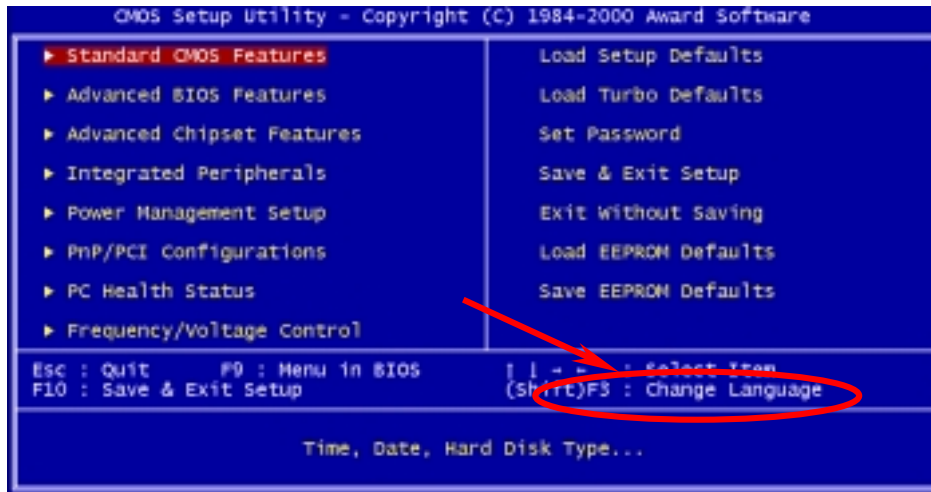 CMOS Setup Utility - Copyright (C) 1984-2000 Award Software
▶ Standard CMOS Features
▶ Advanced BIOS Features
▶ Advanced Chipset Features
▶ Integrated Peripherals
▶ Power Management Setup
▶ PnP/PCI Configurations
▶ PC Health Status
▶ Frequency/Voltage Control
Load Setup Defaults
Load Turbo Defaults
Set Password
Save & Exit Setup
Exit Without Saving
Load EEPROM Defaults
Save EEPROM Defaults
Esc : Quit F9 : Menu in BIOS ↑ ↓ → ← : Select Item
F10 : Save & Exit Setup (Shift)F3 : Change Language
Time, Date, Hard Disk Type...